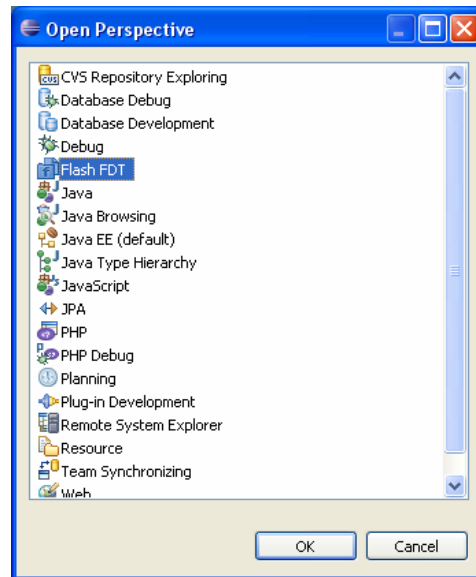 Open Perspective
CVS Repository Exploring
Database Debug
Database Development
Debug
Flash FDT
Java
Java Browsing
Java EE (default)
Java Type Hierarchy
JavaScript
JPA
PHP
PHP Debug
Planning
Plug-in Development
Remote System Explorer
Resource
Team Synchronizing
Web
OK Cancel